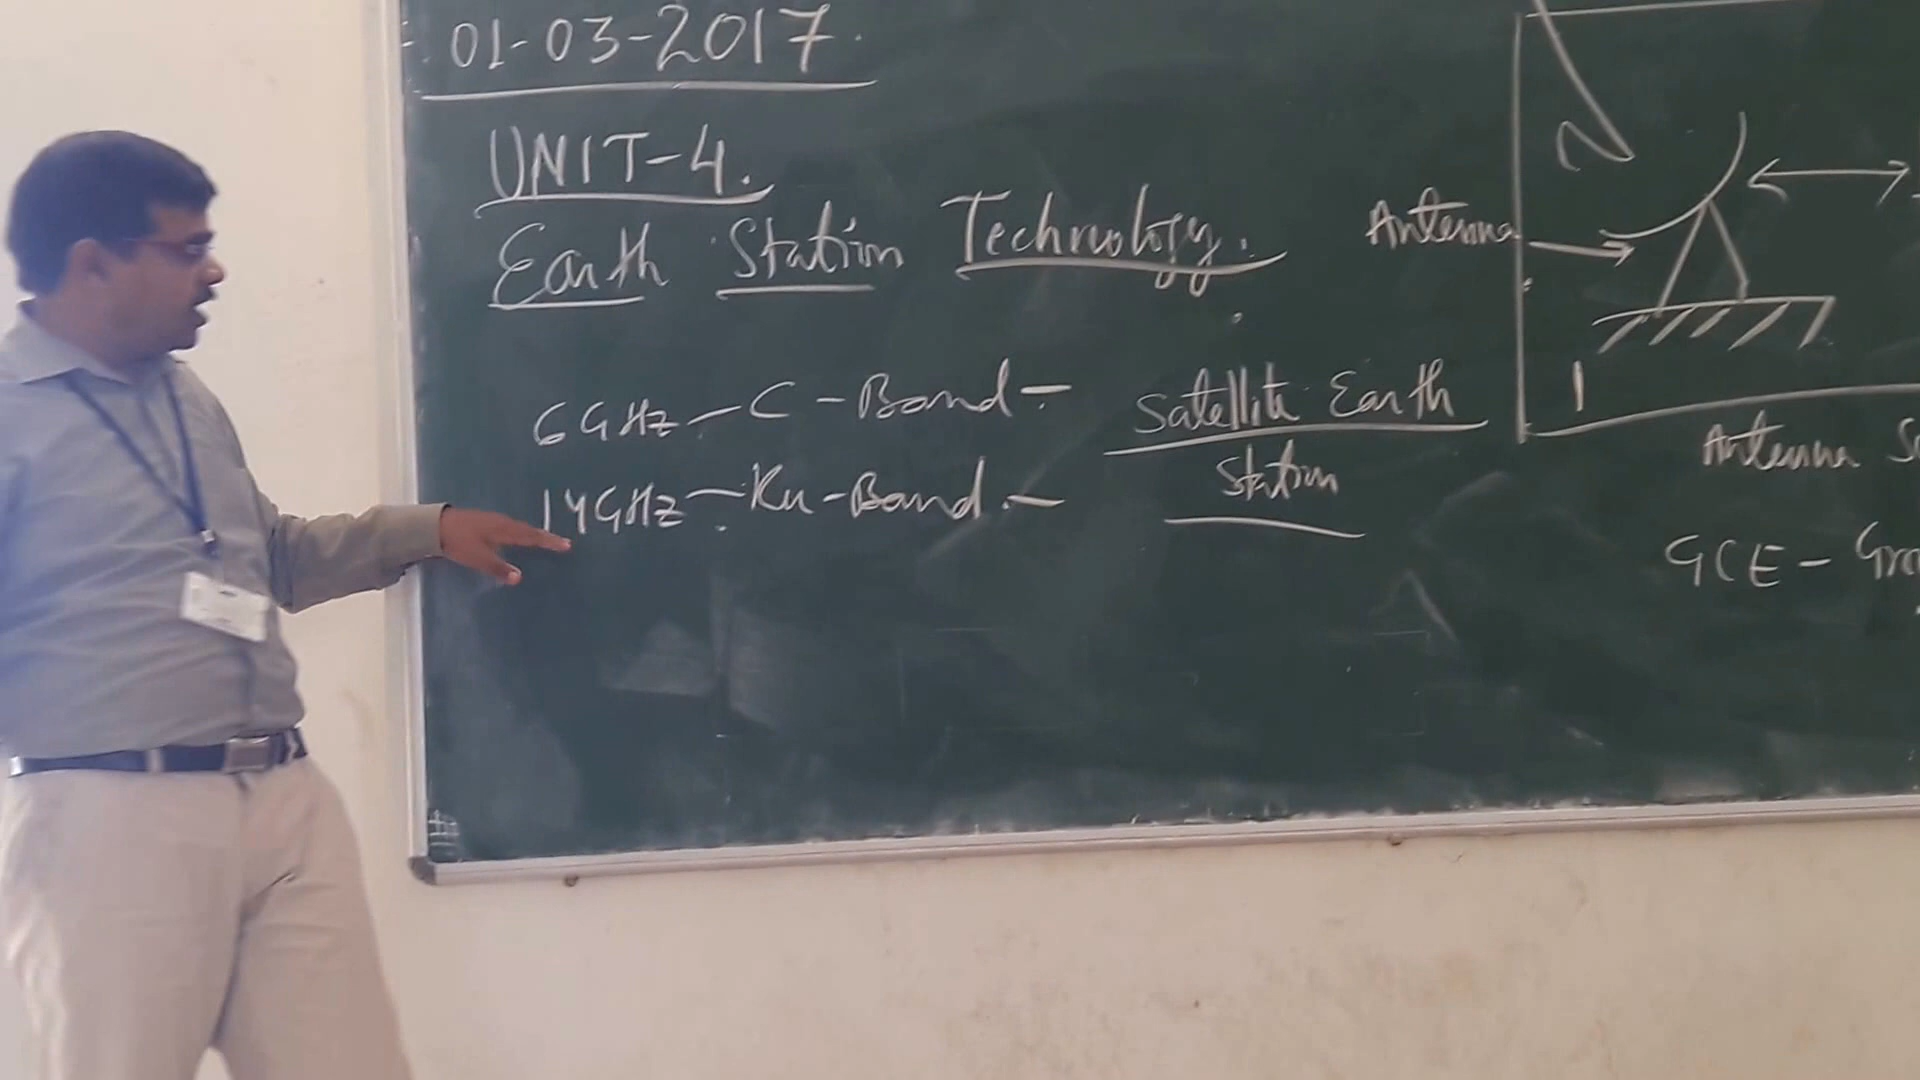 01-03-2017.
UNIT-4.
Earth Station Technology.
6GHz - C - Band -
14GHz - Ku - Band. -
Satellite Earth
Station
Antenna
Antenna
GCE -